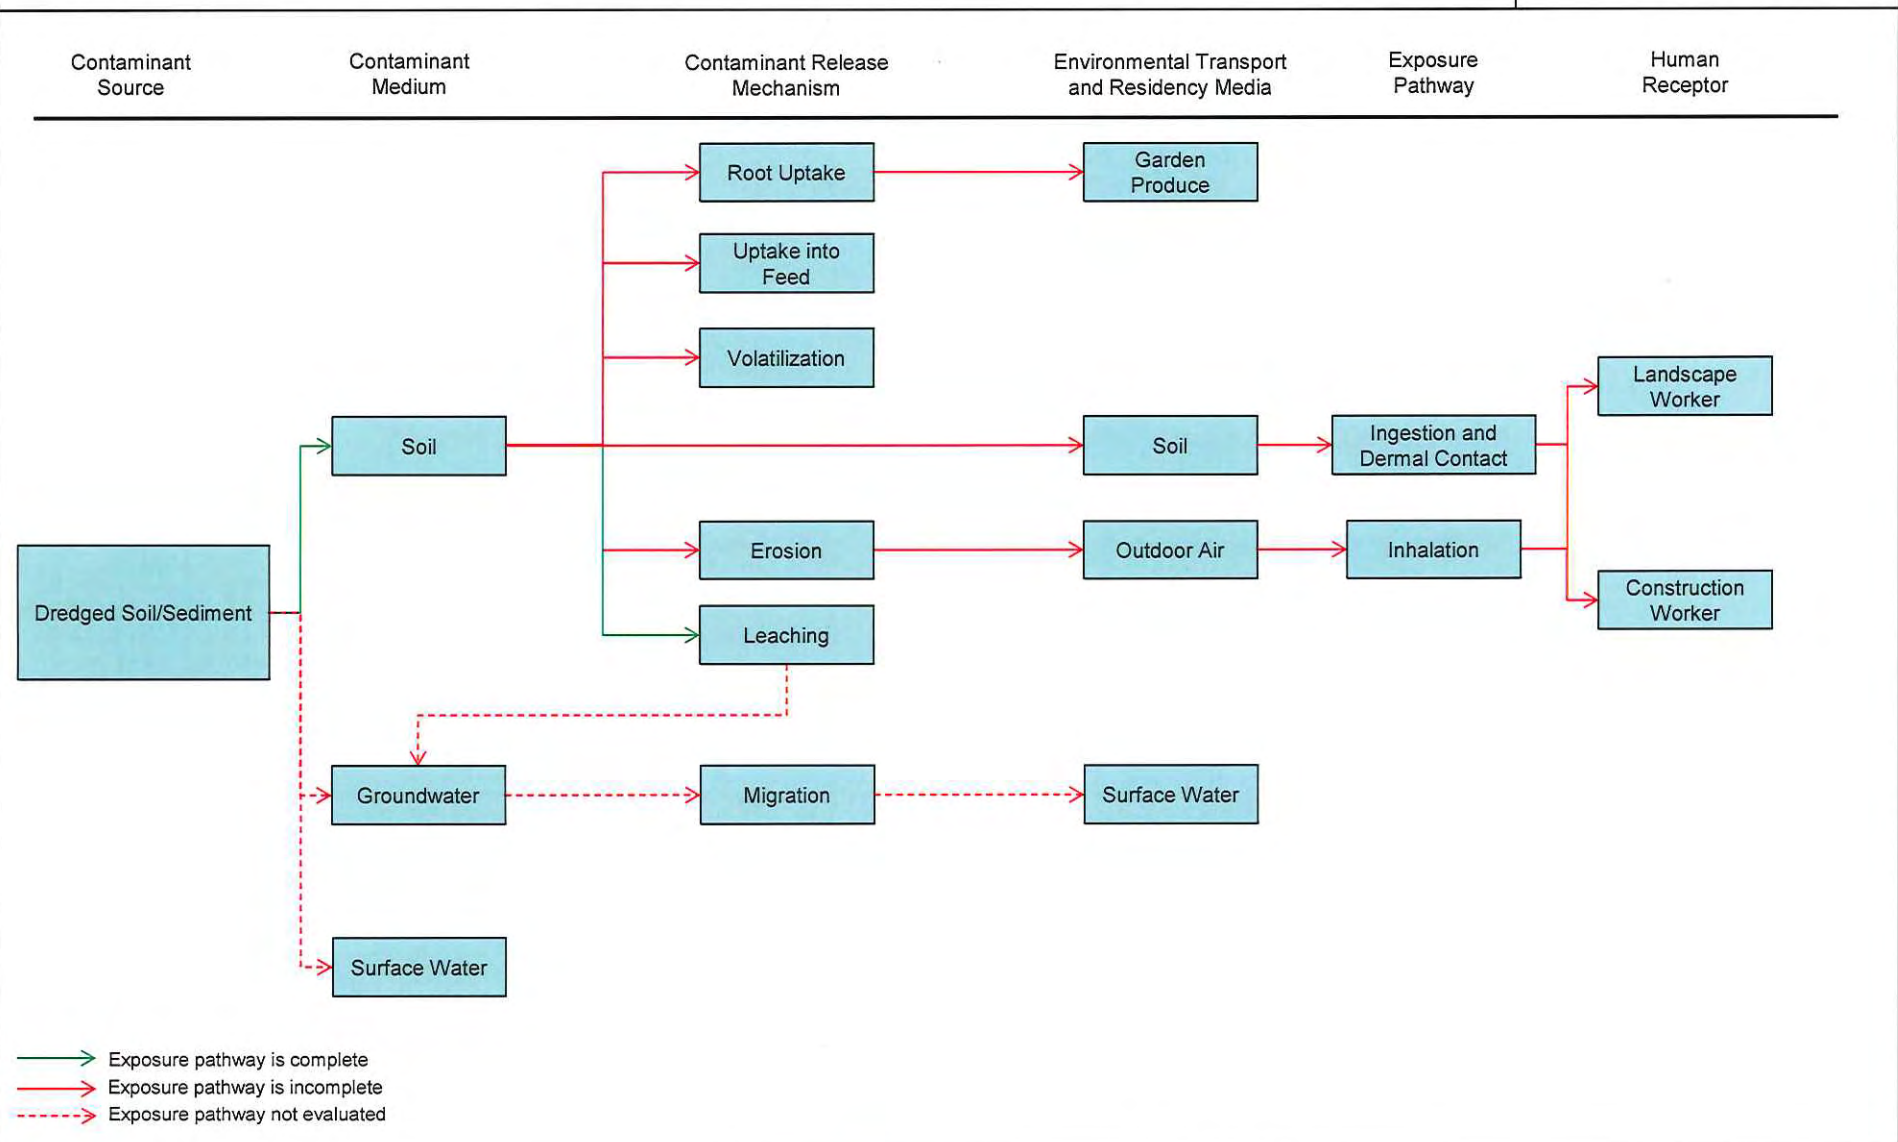 Contaminant
Source
Contaminant
Medium
Contaminant Release
Mechanism
Environmental Transport
and Residency Media
Exposure
Pathway
Human
Receptor
Root Uptake
Garden
Produce
Uptake into
Feed
Volatilization
Landscape
Worker
Soil
Soil
Ingestion and
Dermal Contact
Erosion
Outdoor Air
Inhalation
Construction
Worker
Dredged Soil/Sediment
Leaching
Groundwater
Migration
Surface Water
Surface Water
Exposure pathway is complete
Exposure pathway is incomplete
Exposure pathway not evaluated